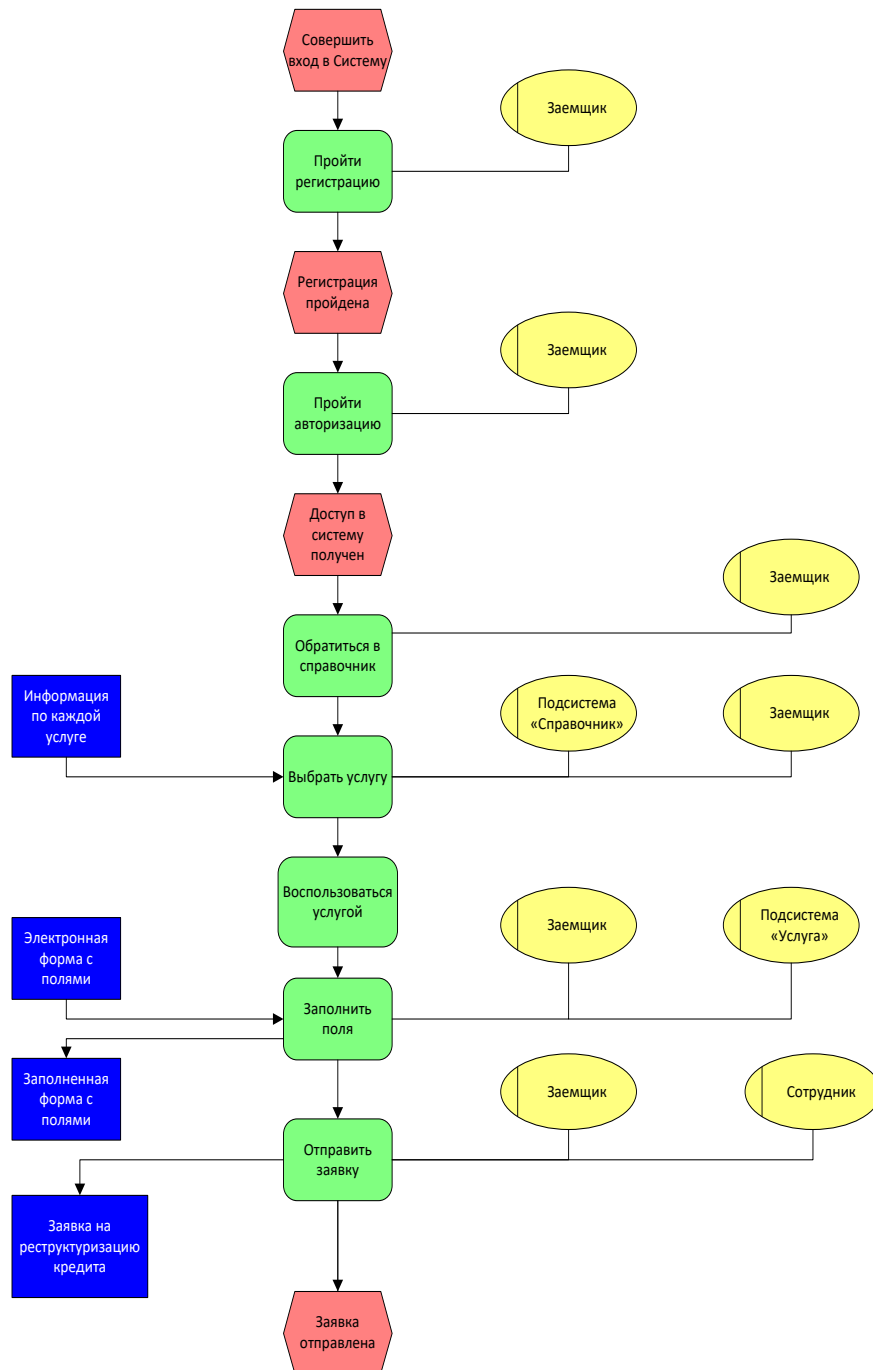 Совершить
вход в Систему
Заемщик
Пройти
регистрацию
Регистрация
пройдена
Заемщик
Пройти
авторизацию
Доступ в
систему
получен
Заемщик
Обратиться в
справочник
Информация
по каждой
услуге
Подсистема
«Справочник»
Заемщик
Выбрать услугу
Воспользоваться
услугой
Электронная
форма с
полями
Заемщик
Подсистема
«Услуга»
Заполнить
поля
Заполненная
форма с
полями
Заемщик
Сотрудник
Отправить
заявку
Заявка на
реструктуризацию
кредита
Заявка
отправлена